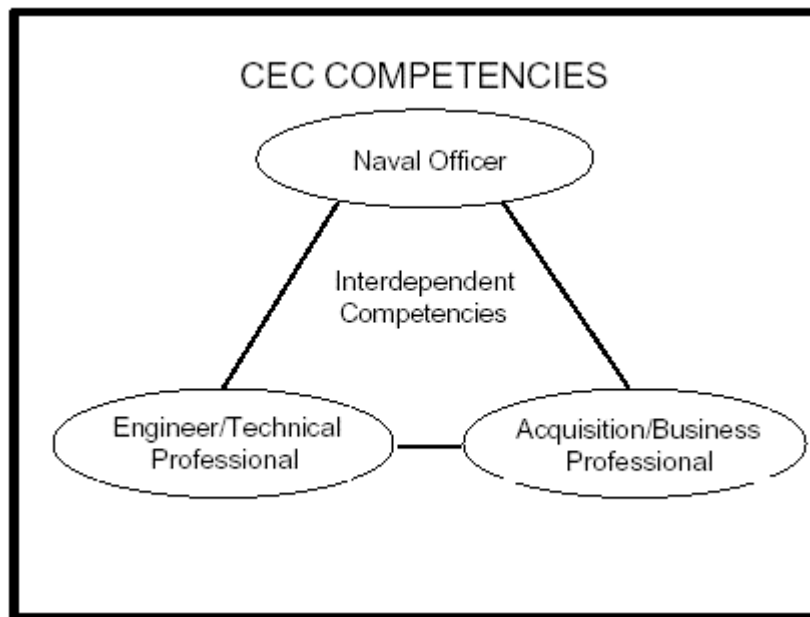 CEC COMPETENCIES
Naval Officer
Interdependent
Competencies
Engineer/Technical
Professional
Acquisition/Business
Professional